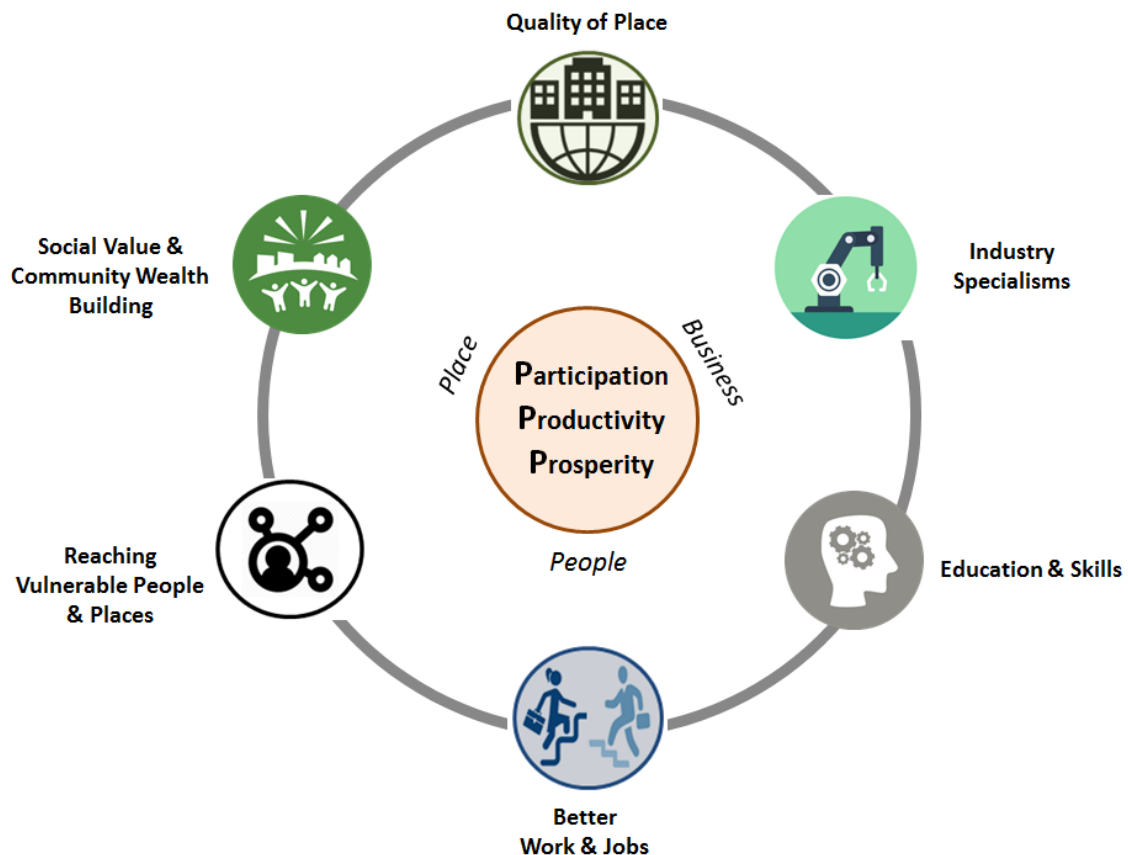 Quality of Place
Social Value &
Community Wealth
Building
Industry
Specialisms
Place
Business
Participation
Productivity
Prosperity
People
Reaching
Vulnerable People
& Places
Education & Skills
Better
Work & Jobs